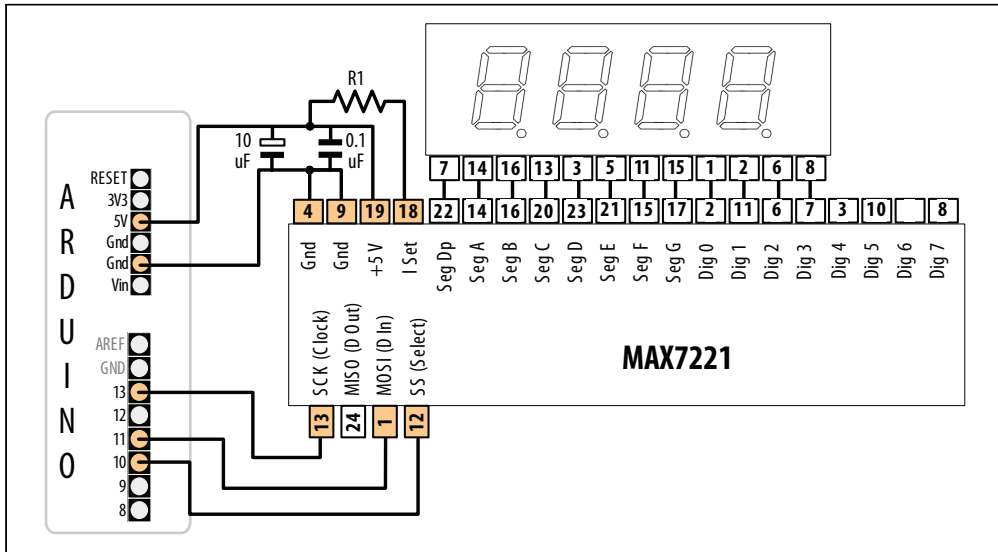 R1
10 uF
0.1 uF
ARDUINO
RESET
3V3
5V
Gnd
Gnd
Vin
AREF
GND
13
12
11
10
9
8
7 14 16 13 3 5 11 15 1 2 6 8
4 9 19 18 22 14 16 20 23 21 15 17 2 11 6 7 3 10 8
Gnd Gnd +5V I Set Seg Dp Seg A Seg B Seg C Seg D Seg E Seg F Seg G Dig 0 Dig 1 Dig 2 Dig 3 Dig 4 Dig 5 Dig 6 Dig 7
MAX7221
SCK (Clock) MISO (D Out) MOSI (D In) SS (Select)
13 24 1 12